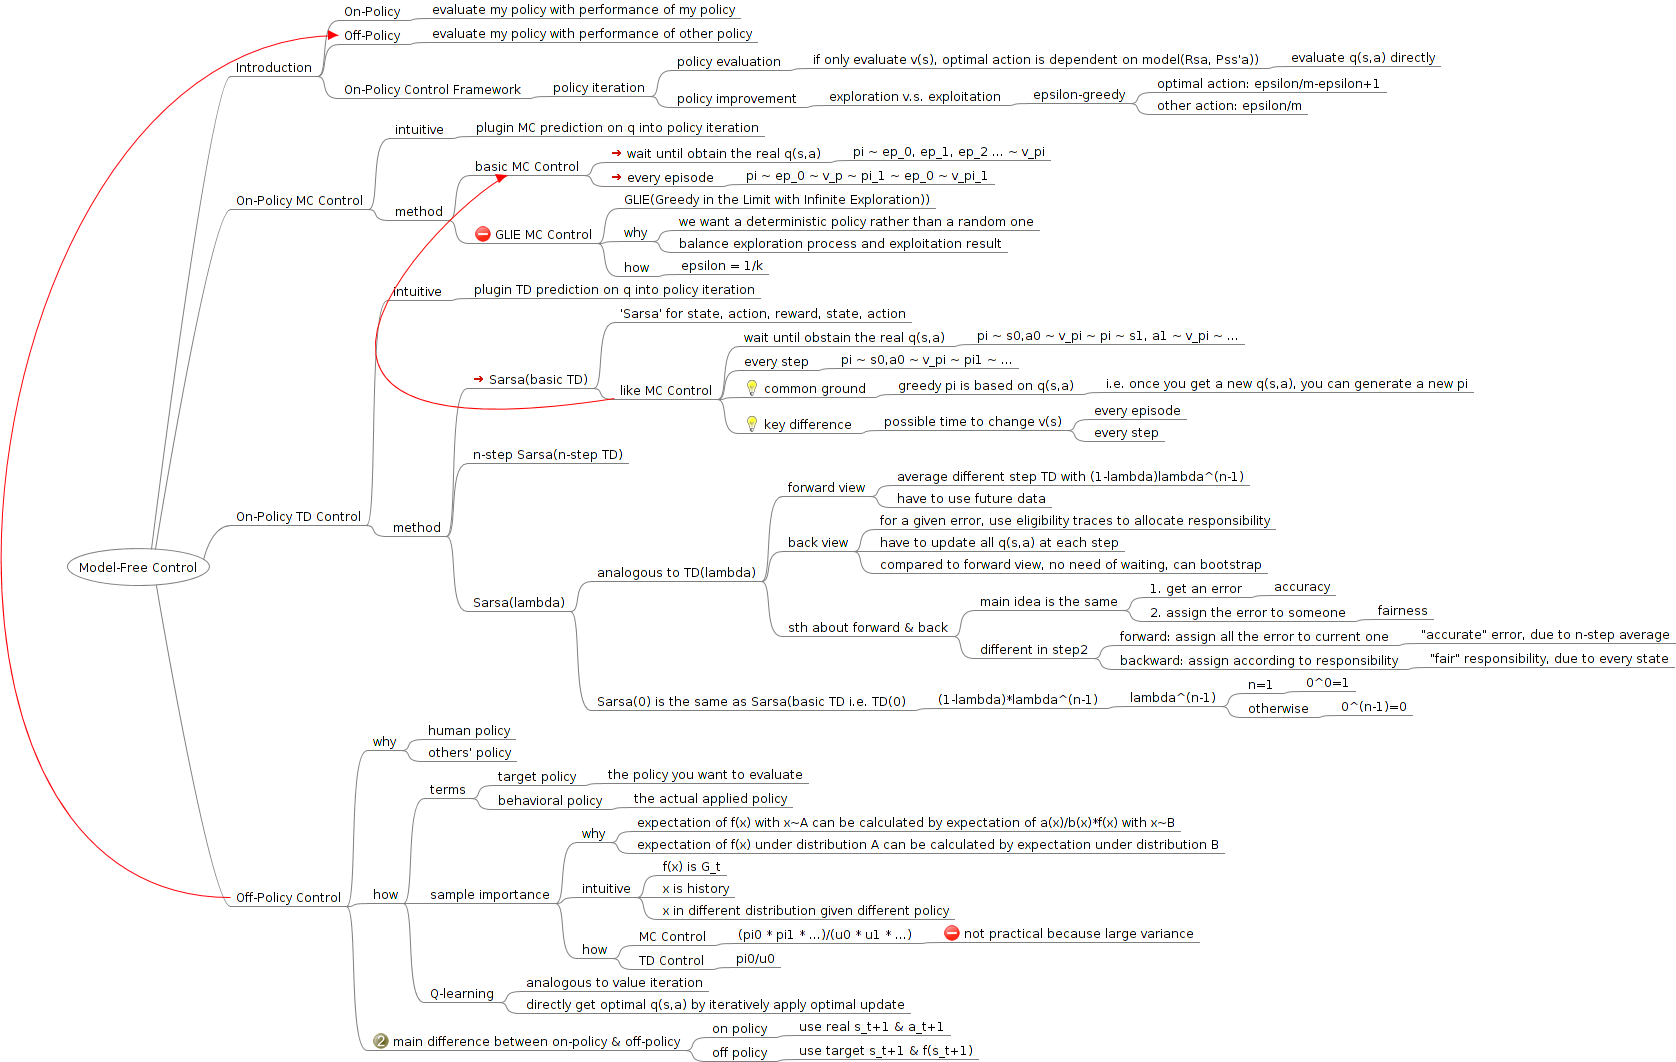 Model-Free Control
Introduction
On-Policy
evaluate my policy with performance of my policy
Off-Policy
evaluate my policy with performance of other policy
On-Policy Control Framework
policy iteration
policy evaluation
if only evaluate v(s), optimal action is dependent on model(Rsa, Pss'a))
evaluate q(s,a) directly
policy improvement
exploration v.s. exploitation
epsilon-greedy
optimal action: epsilon/m-epsilon+1
other action: epsilon/m
On-Policy MC Control
intuitive
plugin MC prediction on q into policy iteration
method
basic MC Control
wait until obtain the real q(s,a)
pi ~ ep_0, ep_1, ep_2 ... ~ v_pi
every episode
pi ~ ep_0 ~ v_p ~ pi_1 ~ ep_0 ~ v_pi_1
GLIE MC Control
GLIE(Greedy in the Limit with Infinite Exploration))
why
we want a deterministic policy rather than a random one
balance exploration process and exploitation result
how
epsilon = 1/k
On-Policy TD Control
intuitive
plugin TD prediction on q into policy iteration
method
Sarsa(basic TD)
'Sarsa' for state, action, reward, state, action
like MC Control
wait until obstain the real q(s,a)
pi ~ s0,a0 ~ v_pi ~ pi ~ s1, a1 ~ v_pi ~ ...
every step
pi ~ s0,a0 ~ v_pi ~ pi1 ~ ...
common ground
greedy pi is based on q(s,a)
i.e. once you get a new q(s,a), you can generate a new pi
key difference
possible time to change v(s)
every episode
every step
n-step Sarsa(n-step TD)
Sarsa(lambda)
analogous to TD(lambda)
forward view
average different step TD with (1-lambda)lambda^(n-1)
have to use future data
back view
for a given error, use eligibility traces to allocate responsibility
have to update all q(s,a) at each step
compared to forward view, no need of waiting, can bootstrap
sth about forward & back
main idea is the same
1. get an error
accuracy
2. assign the error to someone
fairness
different in step2
forward: assign all the error to current one
"accurate" error, due to n-step average
backward: assign according to responsibility
"fair" responsibility, due to every state
Sarsa(0) is the same as Sarsa(basic TD i.e. TD(0)
(1-lambda)*lambda^(n-1)
lambda^(n-1)
n=1
0^0=1
otherwise
0^(n-1)=0
Off-Policy Control
why
human policy
others' policy
how
terms
target policy
the policy you want to evaluate
behavioral policy
the actual applied policy
sample importance
why
expectation of f(x) with x~A can be calculated by expectation of a(x)/b(x)*f(x) with x~B
expectation of f(x) under distribution A can be calculated by expectation under distribution B
intuitive
f(x) is G_t
x is history
x in different distribution given different policy
how
MC Control
(pi0 * pi1 * ...)/(u0 * u1 * ...)
not practical because large variance
TD Control
pi0/u0
Q-learning
analogous to value iteration
directly get optimal q(s,a) by iteratively apply optimal update
2 main difference between on-policy & off-policy
on policy
use real s_t+1 & a_t+1
off policy
use target s_t+1 & f(s_t+1)